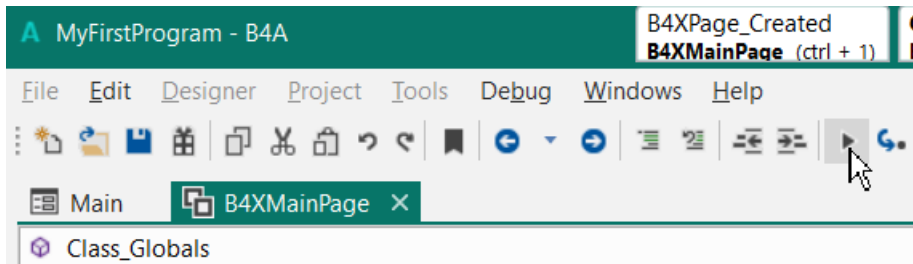 MyFirstProgram - B4A
B4XPage_Created
B4XMainPage (ctrl + 1)
File Edit Designer Project Tools Debug Windows Help
Main B4XMainPage
Class_Globals